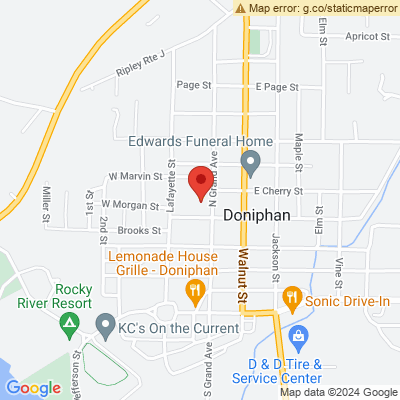 Map error: g.co/staticmaperror
Elm St
Apricot St
Ripley Rte J
Page St
E Page St
Edwards Funeral Home
Maple St
Lafayette St
N Grand Ave
W Marvin St
E Cherry St
Miller St
1st St
W Morgan St
Doniphan
Elm St
2nd St
Brooks St
Lemonade House
Grille - Doniphan
Walnut St
Jackson St
Vine St
Rocky
River Resort
Sonic Drive-In
KC's On the Current
Jefferson St
S Grand Ave
D & D Tire &
Service Center
Google
Map data ©2024 Google